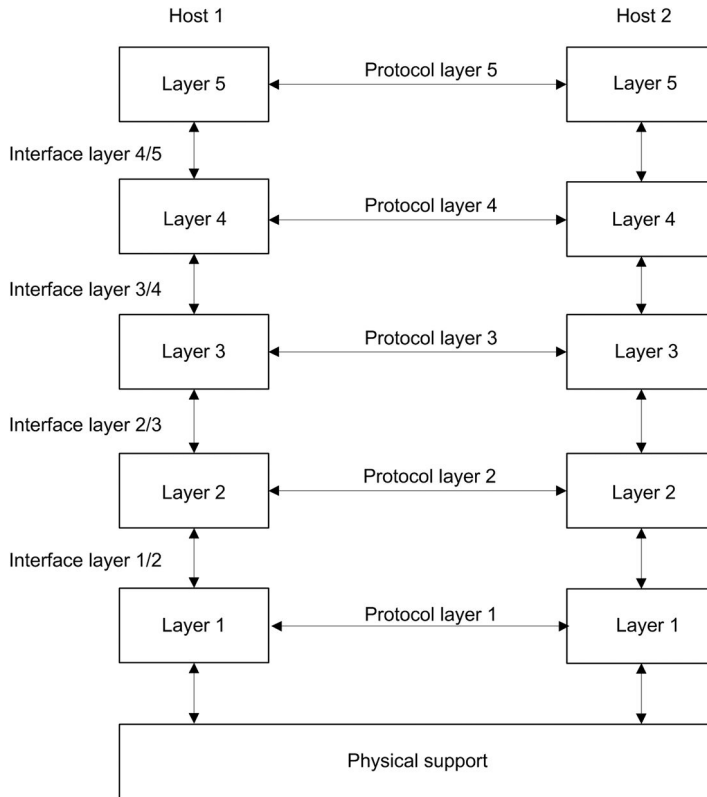 Host 1
Host 2
Layer 5
Protocol layer 5
Layer 5
Interface layer 4/5
Layer 4
Protocol layer 4
Layer 4
Interface layer 3/4
Layer 3
Protocol layer 3
Layer 3
Interface layer 2/3
Layer 2
Protocol layer 2
Layer 2
Interface layer 1/2
Layer 1
Protocol layer 1
Layer 1
Physical support